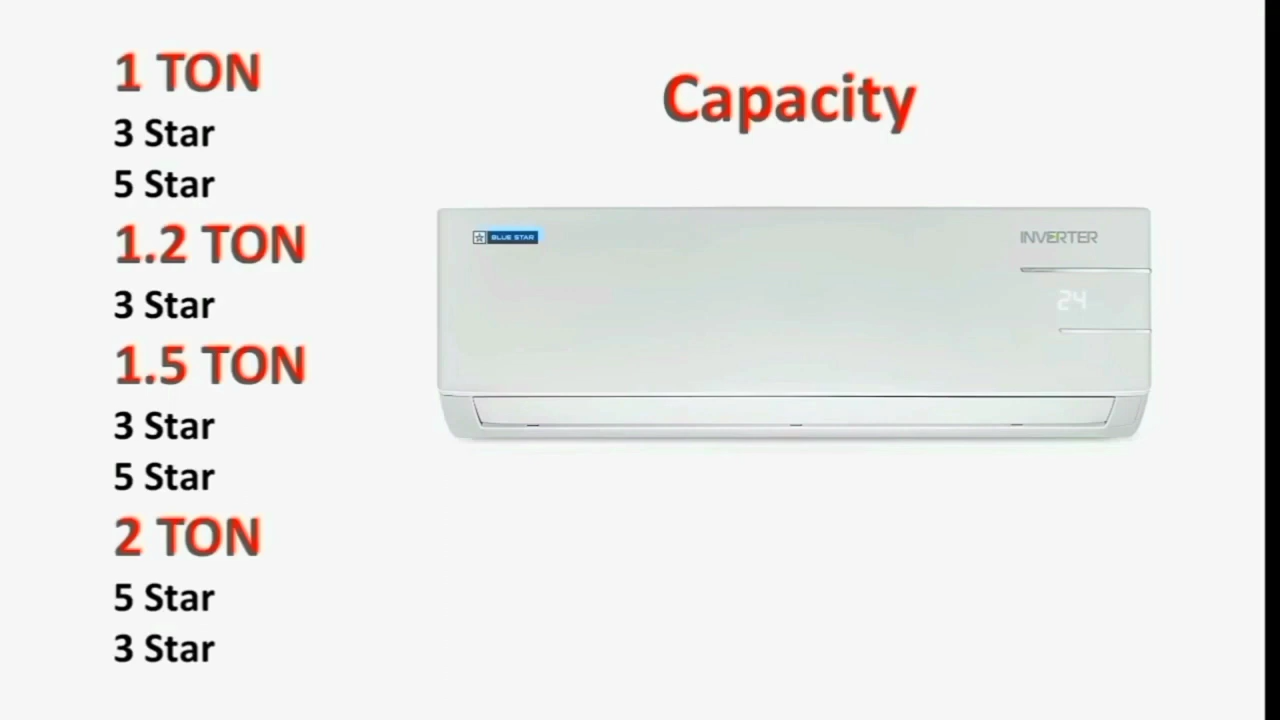 1 TON
3 Star
5 Star
1.2 TON
3 Star
1.5 TON
3 Star
5 Star
2 TON
5 Star
3 Star
Capacity
BLUE STAR
INVERTER
24